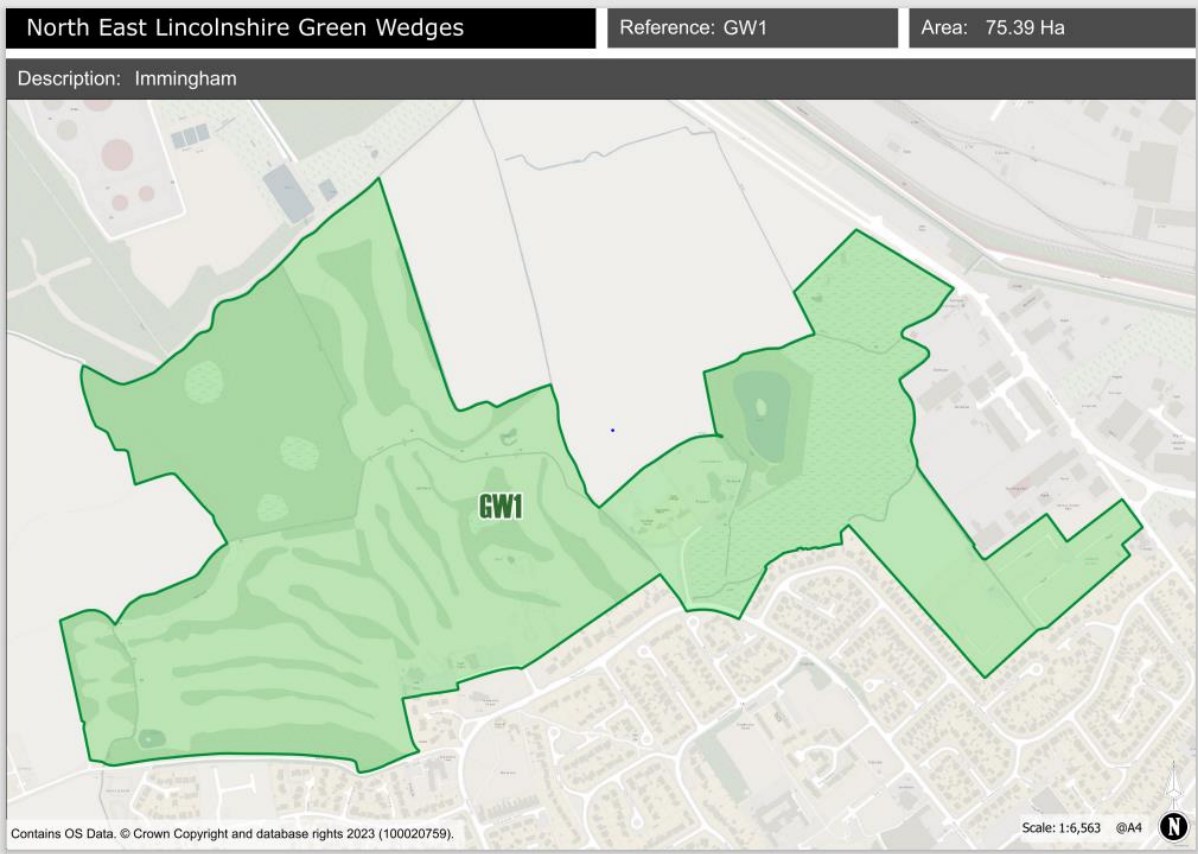 North East Lincolnshire Green Wedges
Reference: GW1
Area: 75.39 Ha
Description: Immingham
GW1
Contains OS Data. © Crown Copyright and database rights 2023 (100020759).
Scale: 1:6,563 @A4
N